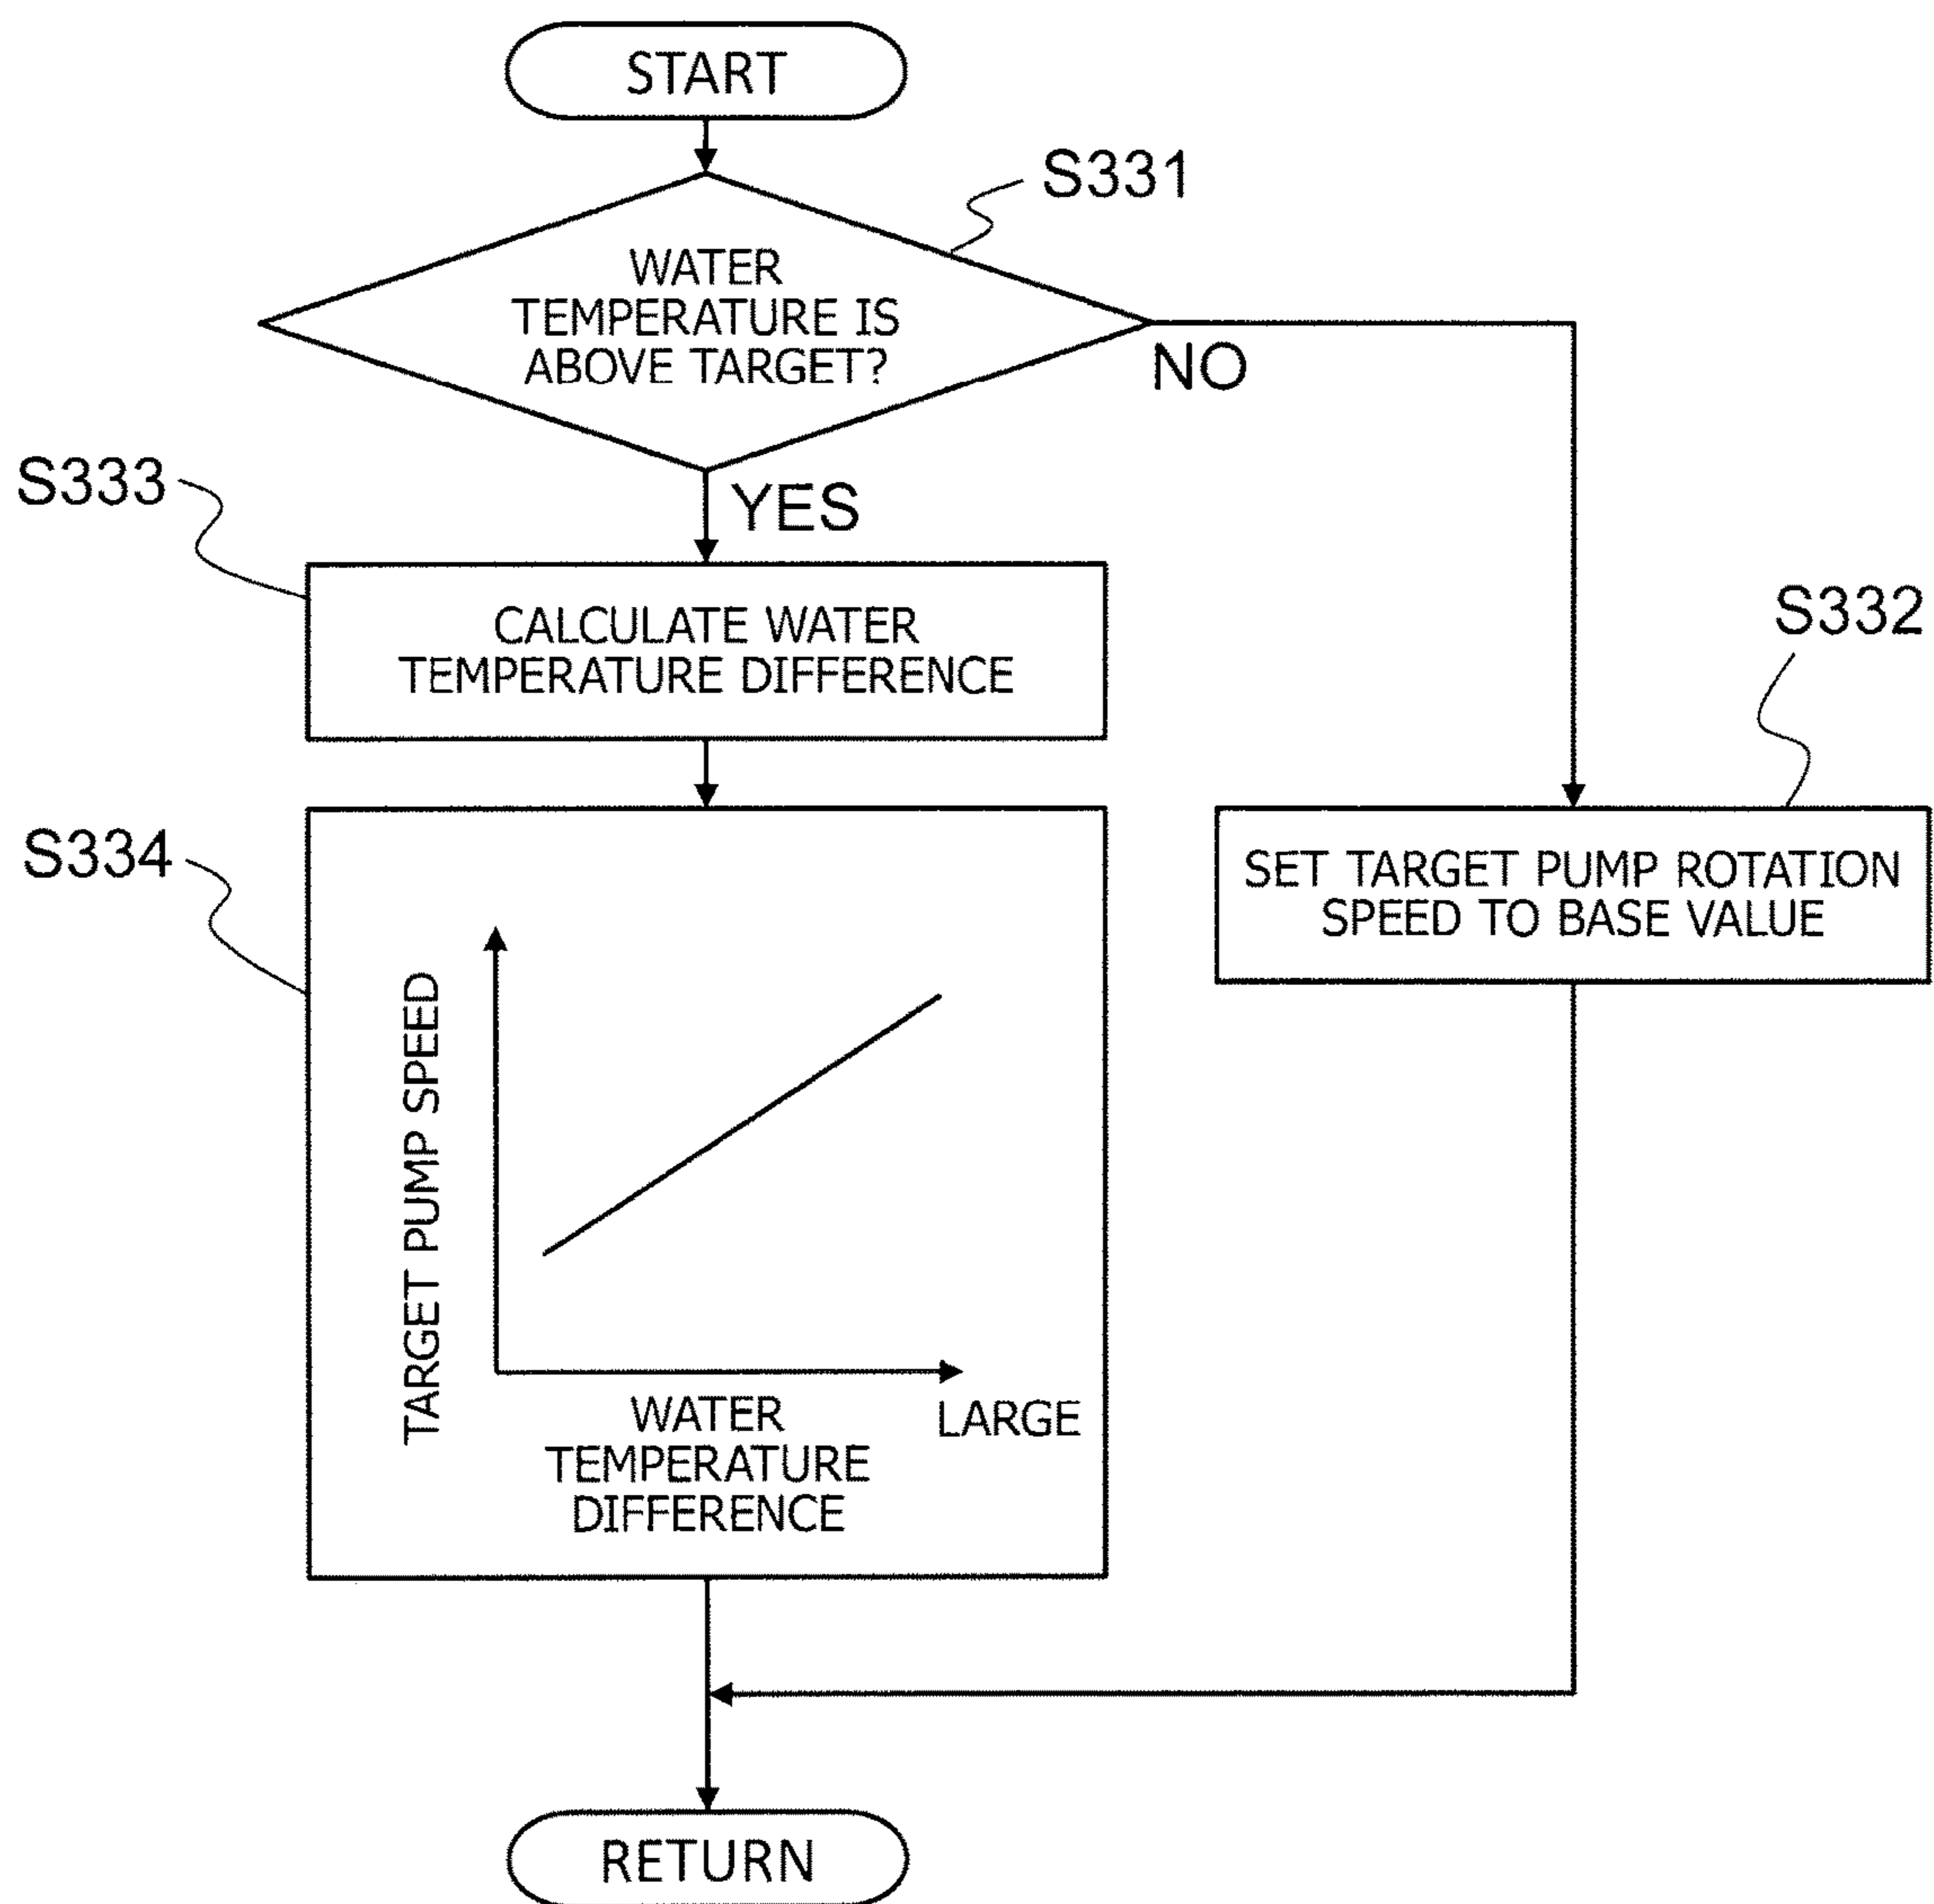 START
S331
WATER
TEMPERATURE IS
ABOVE TARGET?
NO
YES
S333
CALCULATE WATER
TEMPERATURE DIFFERENCE
S332
SET TARGET PUMP ROTATION
SPEED TO BASE VALUE
S334
TARGET PUMP SPEED
WATER
TEMPERATURE
DIFFERENCE
LARGE
RETURN